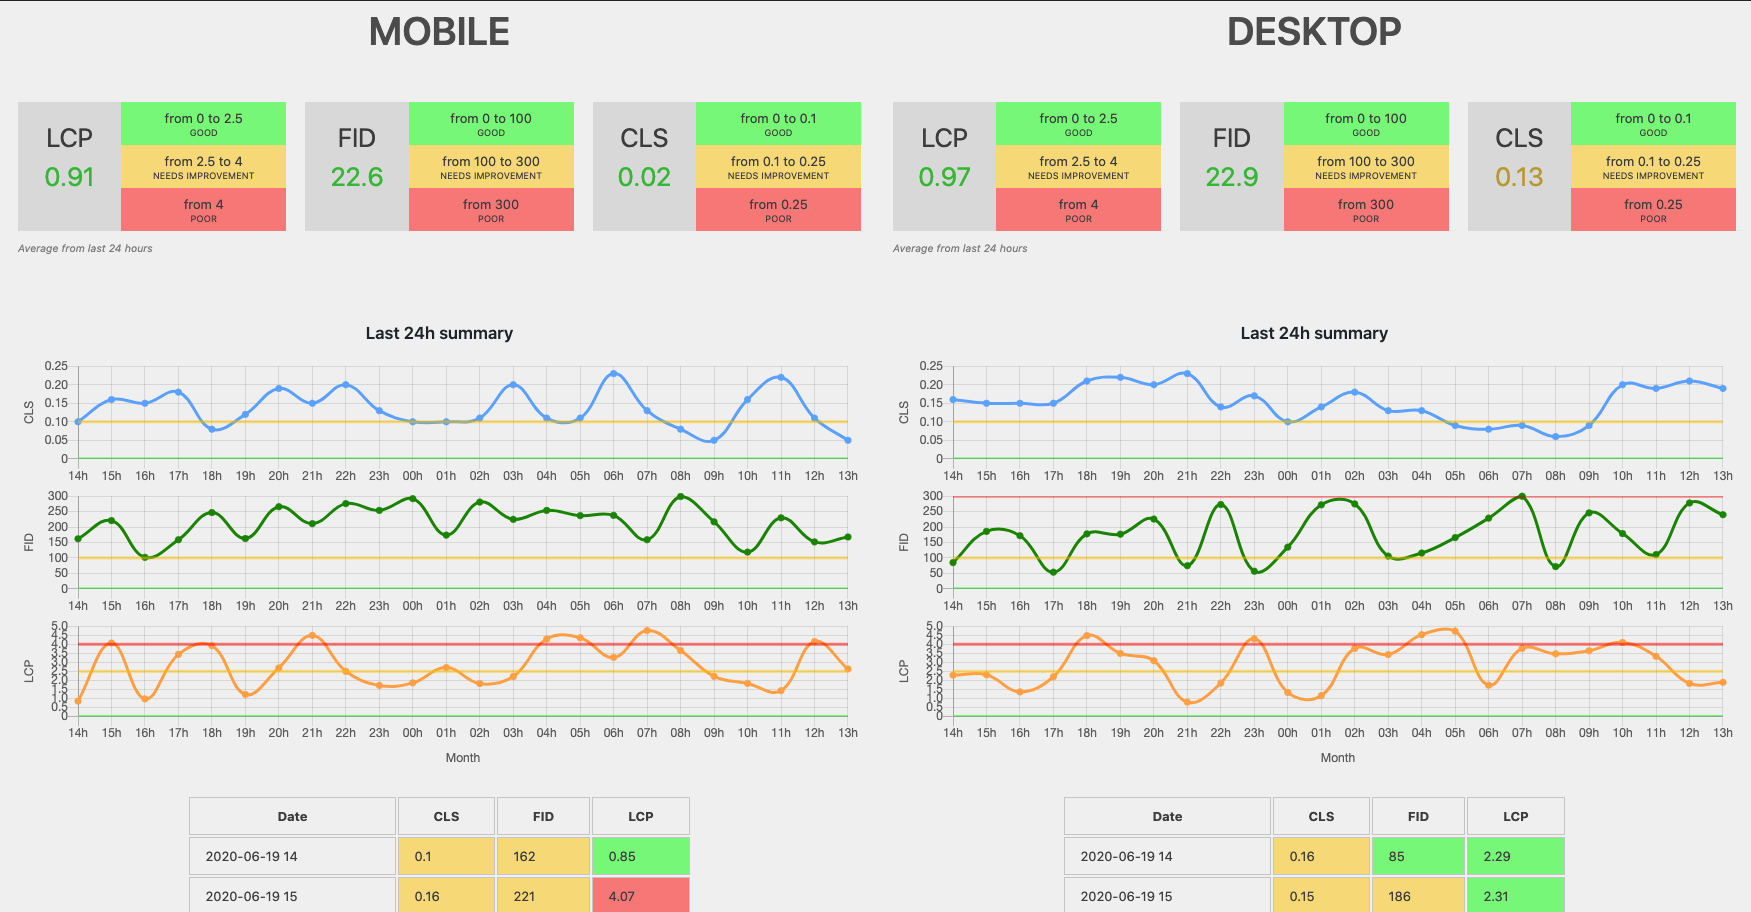 MOBILE
LCP
0.91
from 0 to 2.5
GOOD
from 2.5 to 4
NEEDS IMPROVEMENT
from 4
POOR
FID
22.6
from 0 to 100
GOOD
from 100 to 300
NEEDS IMPROVEMENT
from 300
POOR
CLS
0.02
from 0 to 0.1
GOOD
from 0.1 to 0.25
NEEDS IMPROVEMENT
from 0.25
POOR
Average from last 24 hours
Last 24h summary
CLS
0.25
0.20
0.15
0.10
0.05
0
14h 15h 16h 17h 18h 19h 20h 21h 22h 23h 00h 01h 02h 03h 04h 05h 06h 07h 08h 09h 10h 11h 12h 13h
FID
300
250
200
150
100
50
0
14h 15h 16h 17h 18h 19h 20h 21h 22h 23h 00h 01h 02h 03h 04h 05h 06h 07h 08h 09h 10h 11h 12h 13h
LCP
5.0
4.5
4.0
3.5
3.0
2.5
2.0
1.5
1.0
0.5
0
14h 15h 16h 17h 18h 19h 20h 21h 22h 23h 00h 01h 02h 03h 04h 05h 06h 07h 08h 09h 10h 11h 12h 13h
Month
Date CLS FID LCP
2020-06-19 14 0.1 162 0.85
2020-06-19 15 0.16 221 4.07
DESKTOP
LCP
0.97
from 0 to 2.5
GOOD
from 2.5 to 4
NEEDS IMPROVEMENT
from 4
POOR
FID
22.9
from 0 to 100
GOOD
from 100 to 300
NEEDS IMPROVEMENT
from 300
POOR
CLS
0.13
from 0 to 0.1
GOOD
from 0.1 to 0.25
NEEDS IMPROVEMENT
from 0.25
POOR
Average from last 24 hours
Last 24h summary
CLS
0.25
0.20
0.15
0.10
0.05
0
14h 15h 16h 17h 18h 19h 20h 21h 22h 23h 00h 01h 02h 03h 04h 05h 06h 07h 08h 09h 10h 11h 12h 13h
FID
300
250
200
150
100
50
0
14h 15h 16h 17h 18h 19h 20h 21h 22h 23h 00h 01h 02h 03h 04h 05h 06h 07h 08h 09h 10h 11h 12h 13h
LCP
5.0
4.5
4.0
3.5
3.0
2.5
2.0
1.5
1.0
0.5
0
14h 15h 16h 17h 18h 19h 20h 21h 22h 23h 00h 01h 02h 03h 04h 05h 06h 07h 08h 09h 10h 11h 12h 13h
Month
Date CLS FID LCP
2020-06-19 14 0.16 85 2.29
2020-06-19 15 0.15 186 2.31